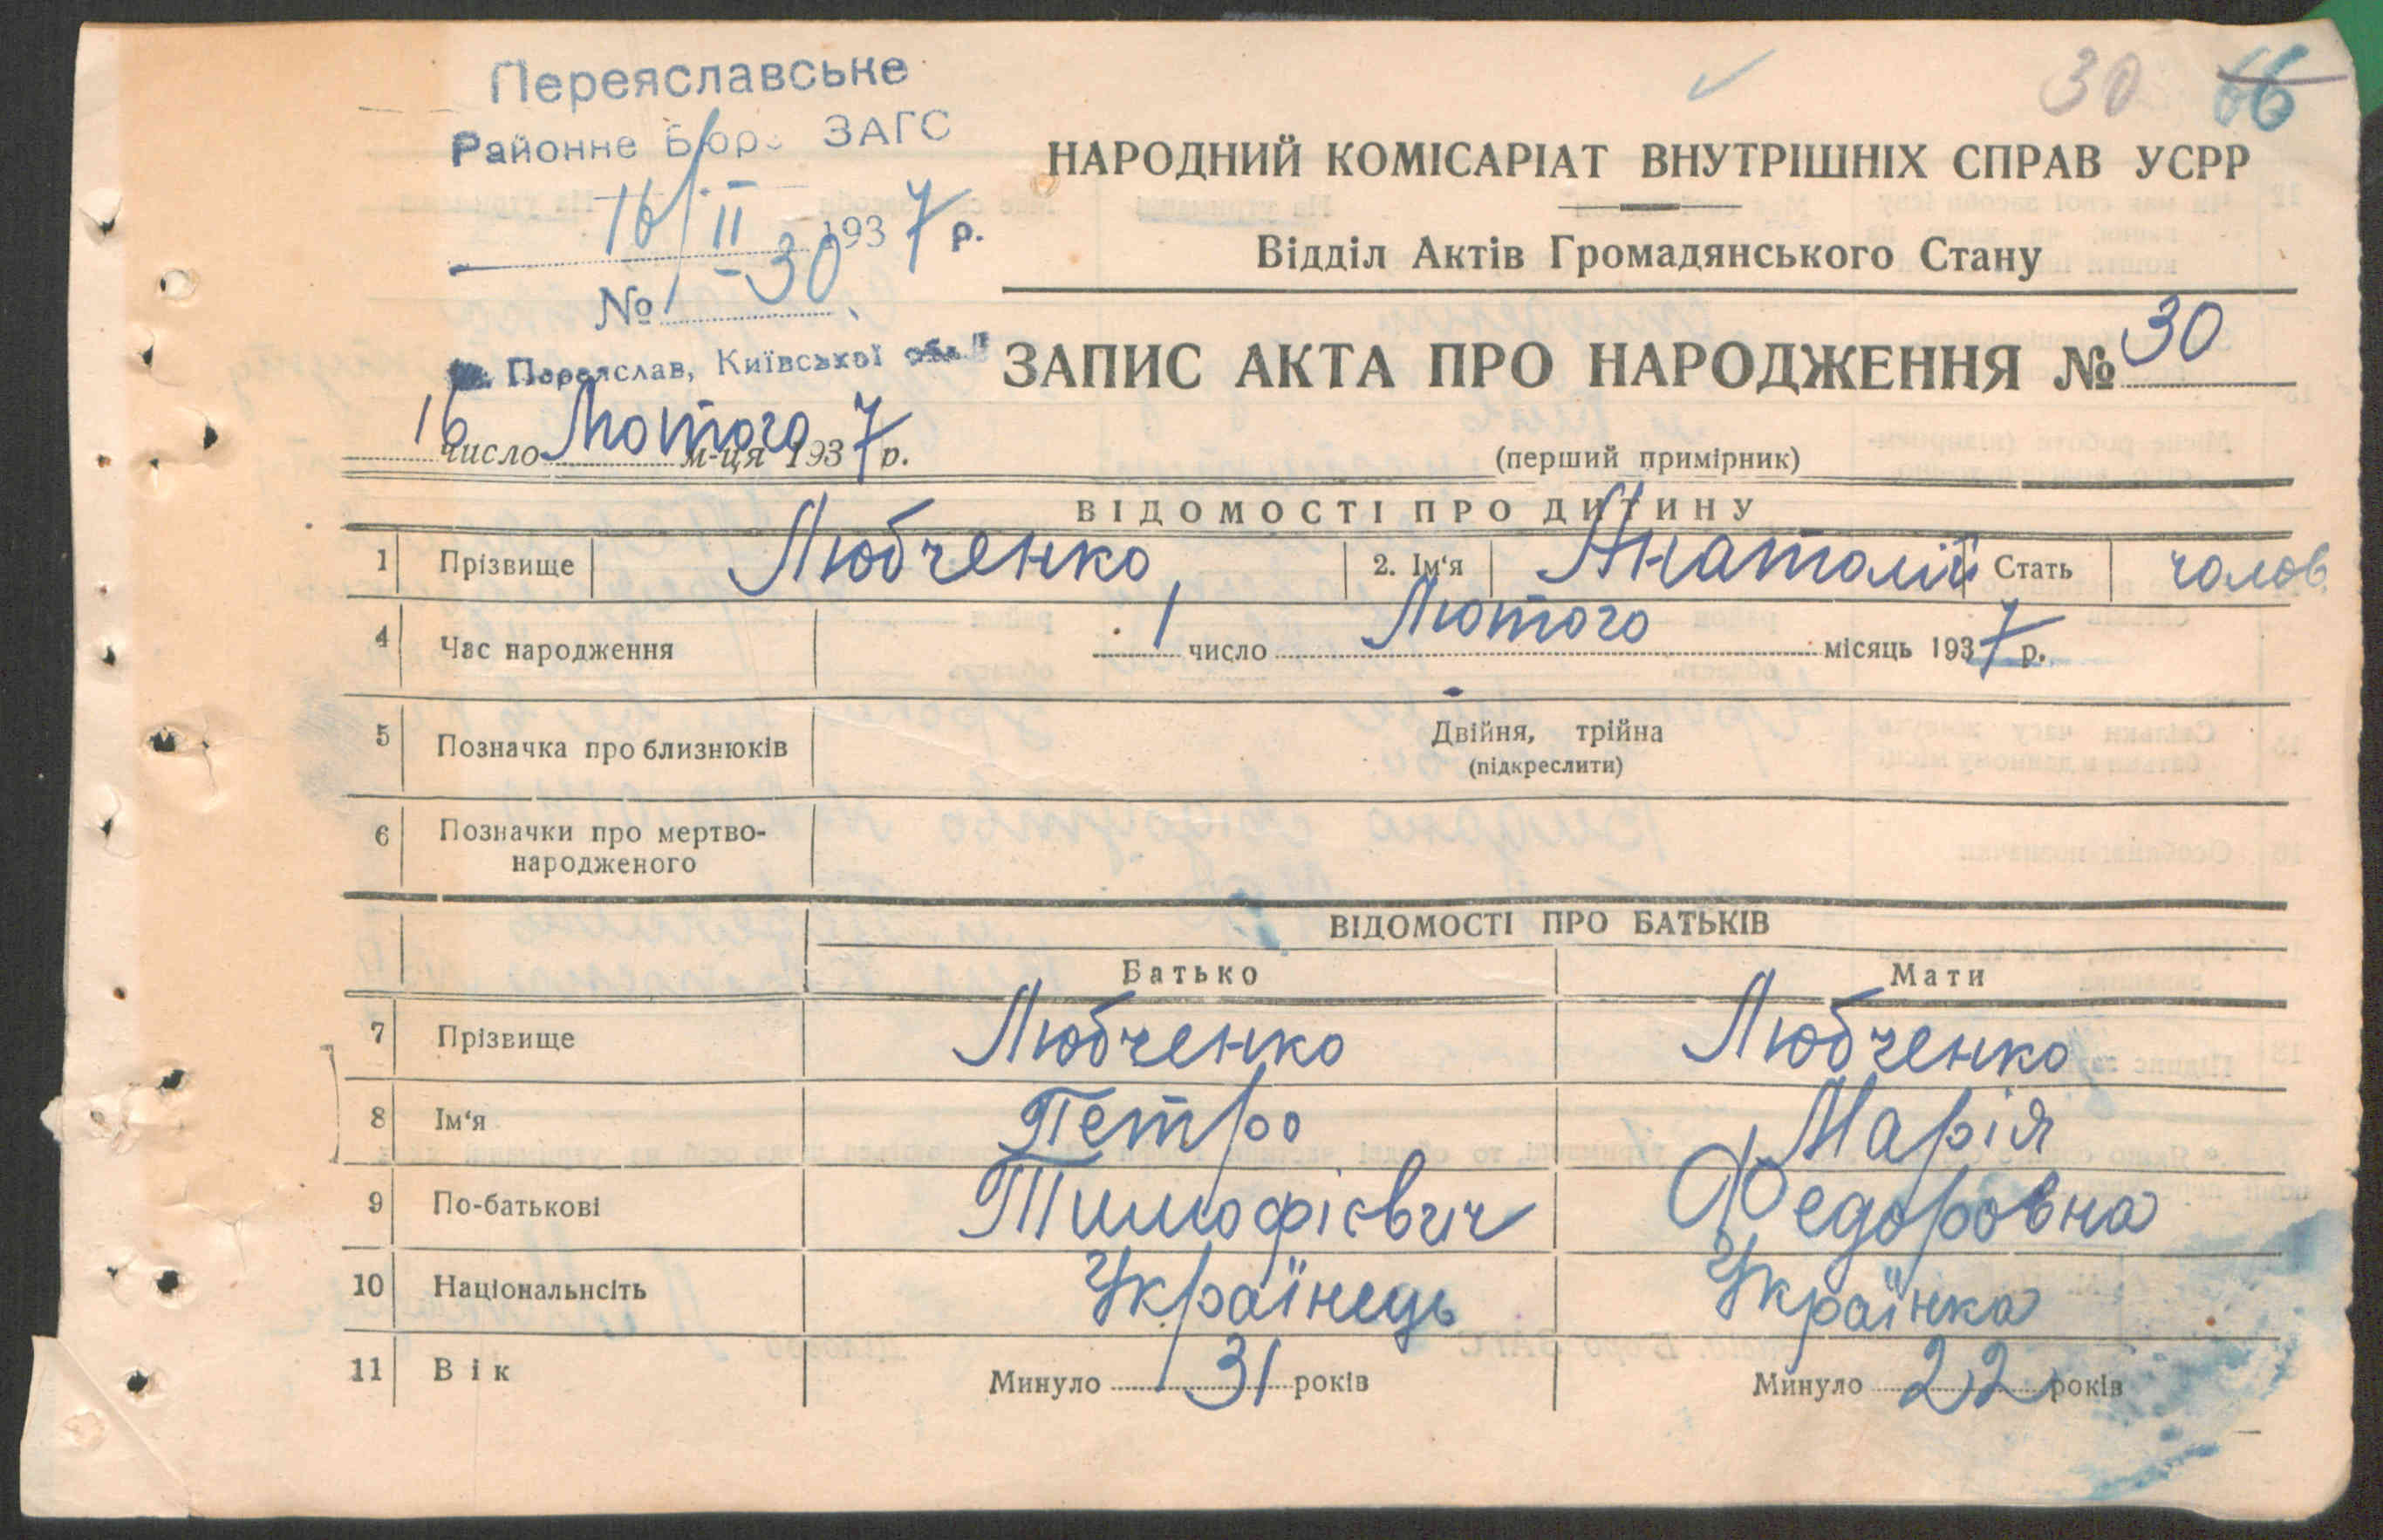 30 66
Переяславське
Районне Бюро ЗАГС
16/II 1937 р.
№ 1-30
Переяслав, Київської обл.
НАРОДНИЙ КОМІСАРІАТ ВНУТРІШНІХ СПРАВ УСРР
Відділ Актів Громадянського Стану
ЗАПИС АКТА ПРО НАРОДЖЕННЯ № 30
16 число Лютого м-ця 1937 р.
(перший примірник)
ВІДОМОСТІ ПРО ДИТИНУ
1 Прізвище Любченко 2. Ім'я Анатолій Стать чолов
4 Час народження 1 число Лютого місяць 1937 р.
5 Позначка про близнюків Двійня, трійна
(підкреслити)
6 Позначки про мертво-
народженого
ВІДОМОСТІ ПРО БАТЬКІВ
Батько Мати
7 Прізвище Любченко Любченко
8 Ім'я Петро Марія
9 По-батькові Тимофієвич Федоровна
10 Національнсіть Українець Українка
11 Вік Минуло 31 років Минуло 22 років